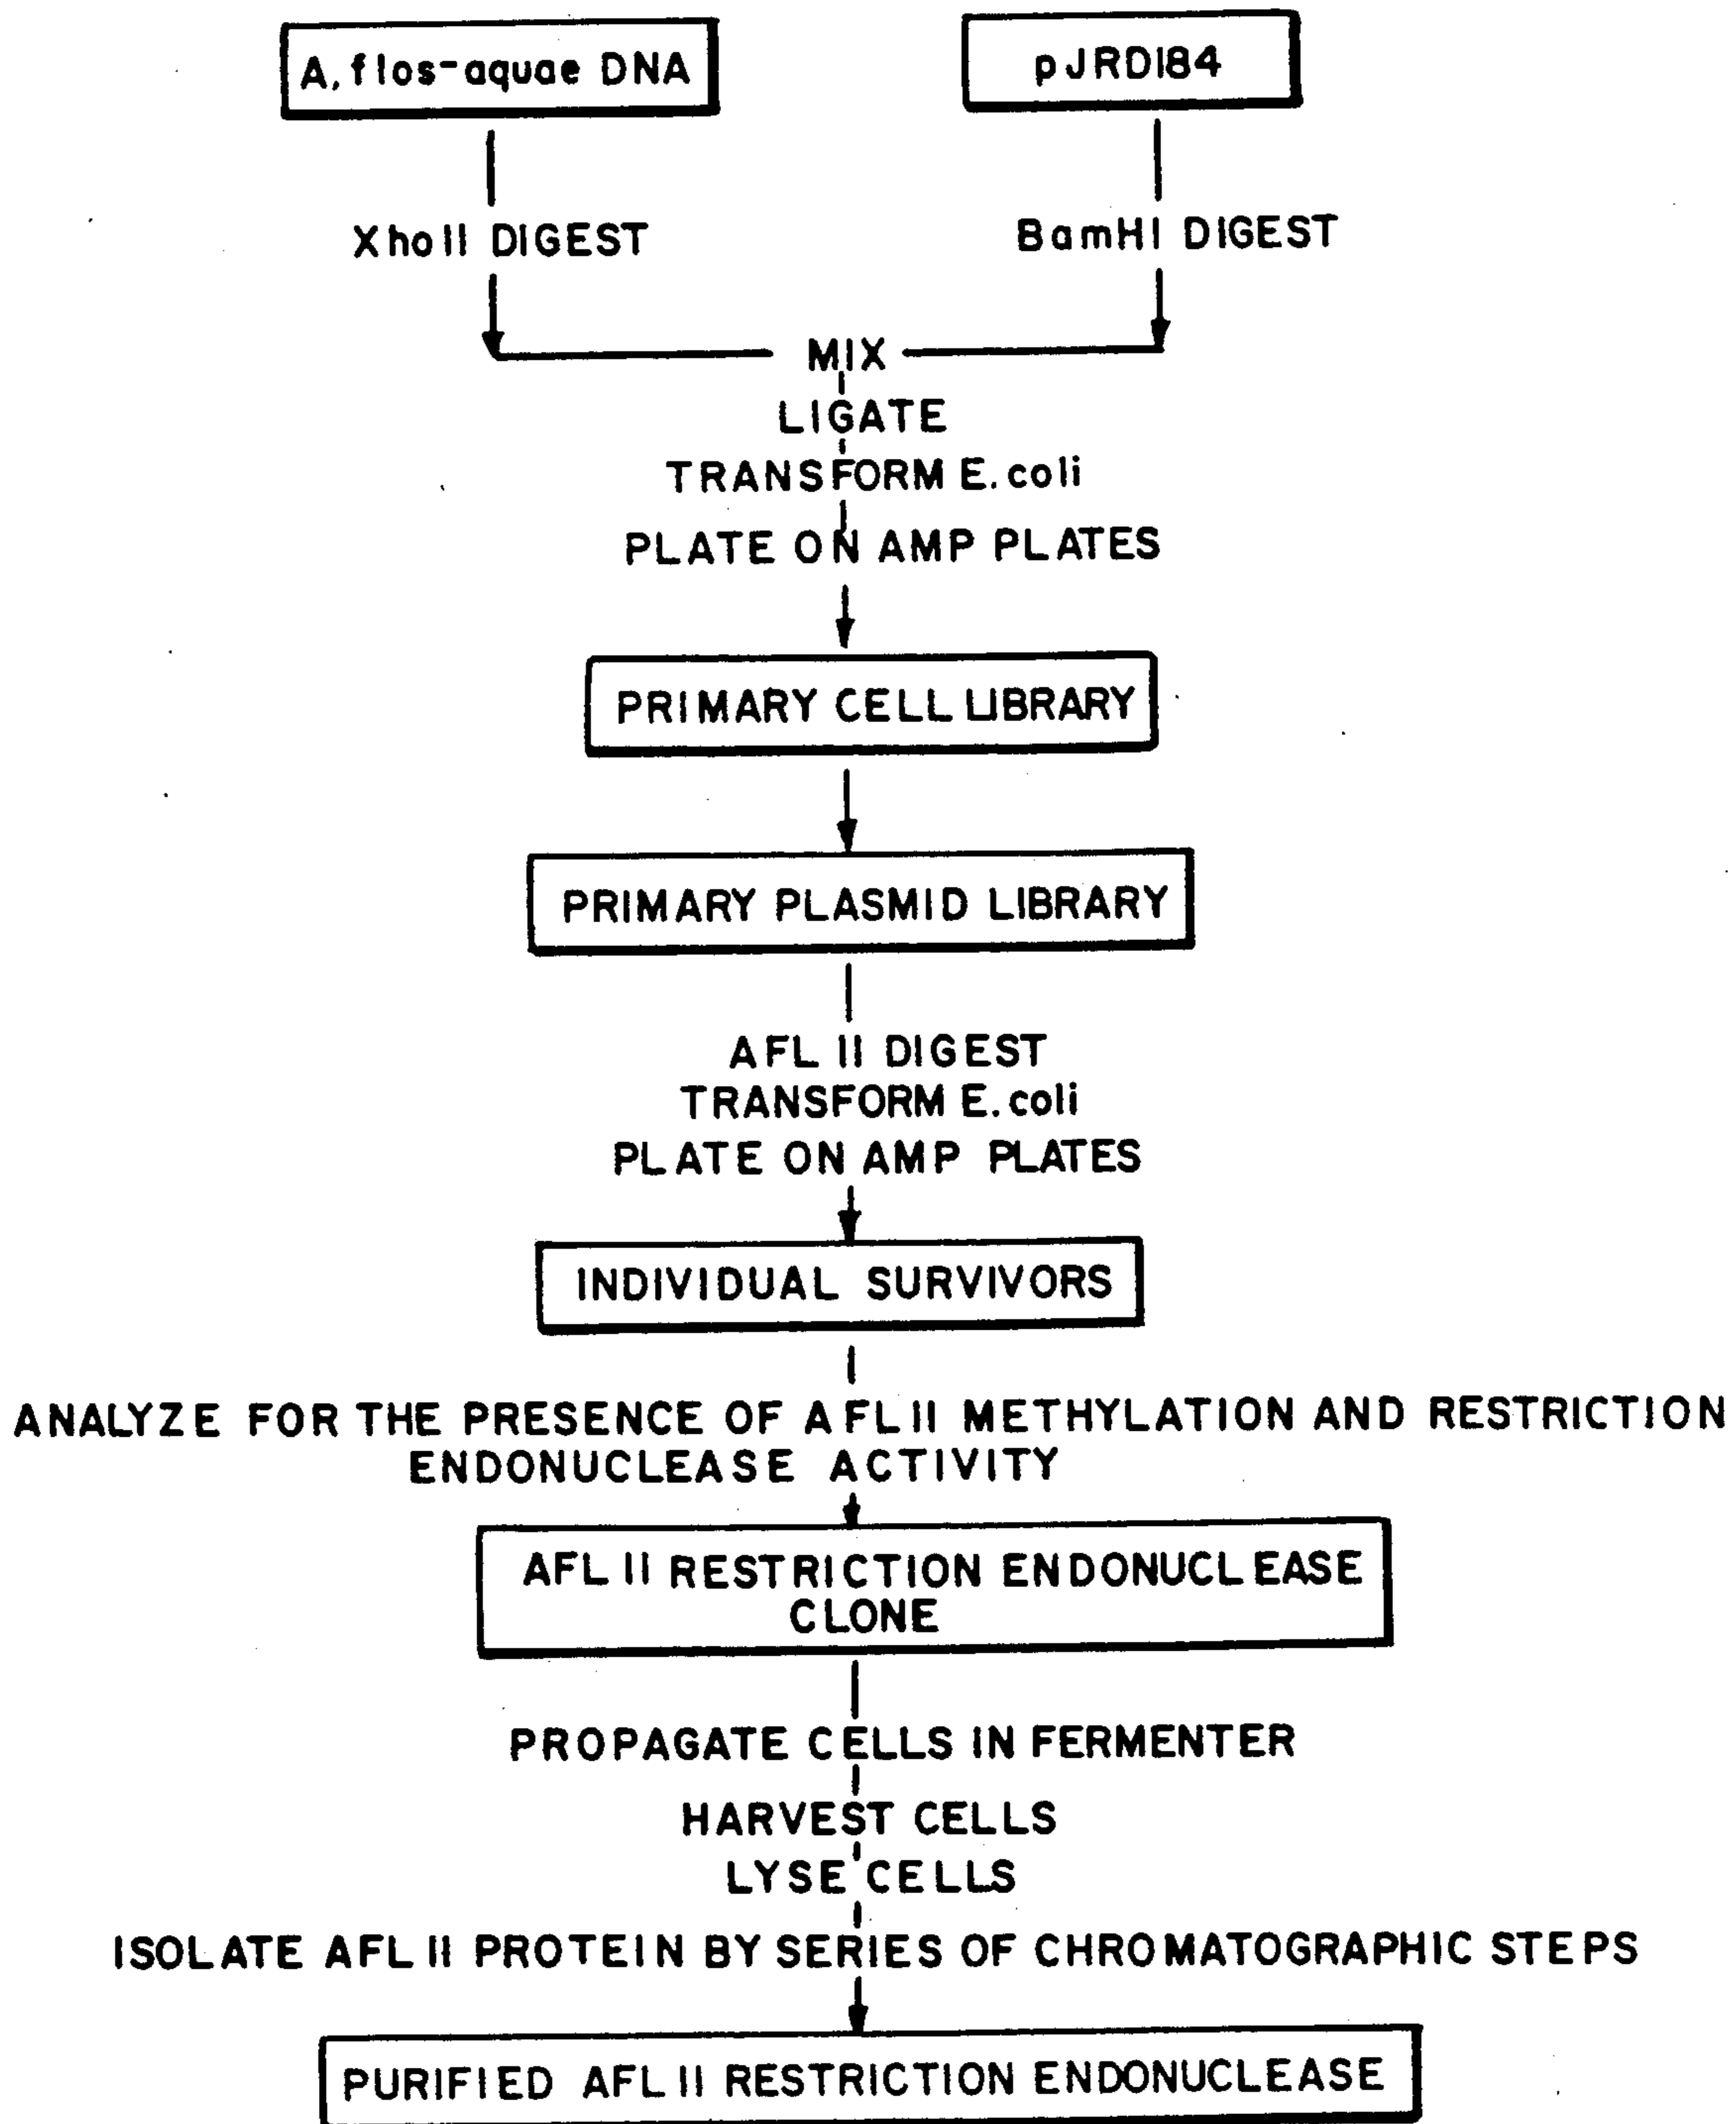 A. flos-aquae DNA
pJRD184
XhoII DIGEST
BamHI DIGEST
MIX
LIGATE
TRANSFORM E. coli
PLATE ON AMP PLATES
PRIMARY CELL LIBRARY
PRIMARY PLASMID LIBRARY
AFL II DIGEST
TRANSFORM E. coli
PLATE ON AMP PLATES
INDIVIDUAL SURVIVORS
ANALYZE FOR THE PRESENCE OF AFLII METHYLATION AND RESTRICTION
ENDONUCLEASE ACTIVITY
AFL II RESTRICTION ENDONUCLEASE
CLONE
PROPAGATE CELLS IN FERMENTER
HARVEST CELLS
LYSE CELLS
ISOLATE AFL II PROTEIN BY SERIES OF CHROMATOGRAPHIC STEPS
PURIFIED AFL II RESTRICTION ENDONUCLEASE